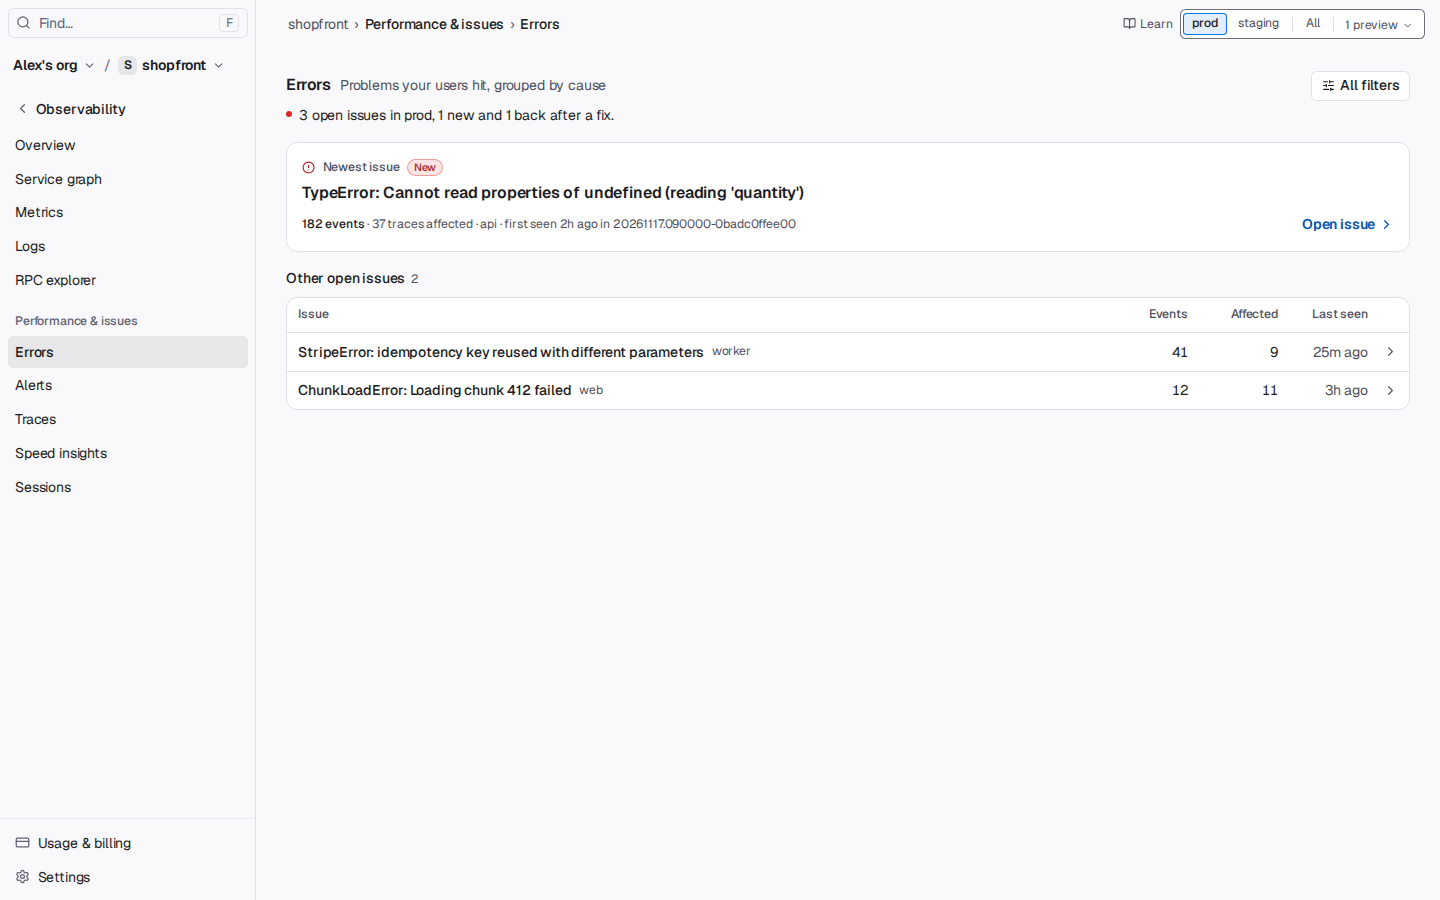 Find... F
Alex's org / S shopfront
Observability
Overview
Service graph
Metrics
Logs
RPC explorer
Performance & issues
Errors
Alerts
Traces
Speed insights
Sessions
Usage & billing
Settings
shopfront › Performance & issues › Errors
Learn prod staging All 1 preview
Errors Problems your users hit, grouped by cause
All filters
3 open issues in prod, 1 new and 1 back after a fix.
Newest issue New
TypeError: Cannot read properties of undefined (reading 'quantity')
182 events · 37 traces affected · api · first seen 2h ago in 20261117.090000-0badc0ffee00
Open issue
Other open issues 2
Issue Events Affected Last seen
StripeError: idempotency key reused with different parameters worker 41 9 25m ago
ChunkLoadError: Loading chunk 412 failed web 12 11 3h ago